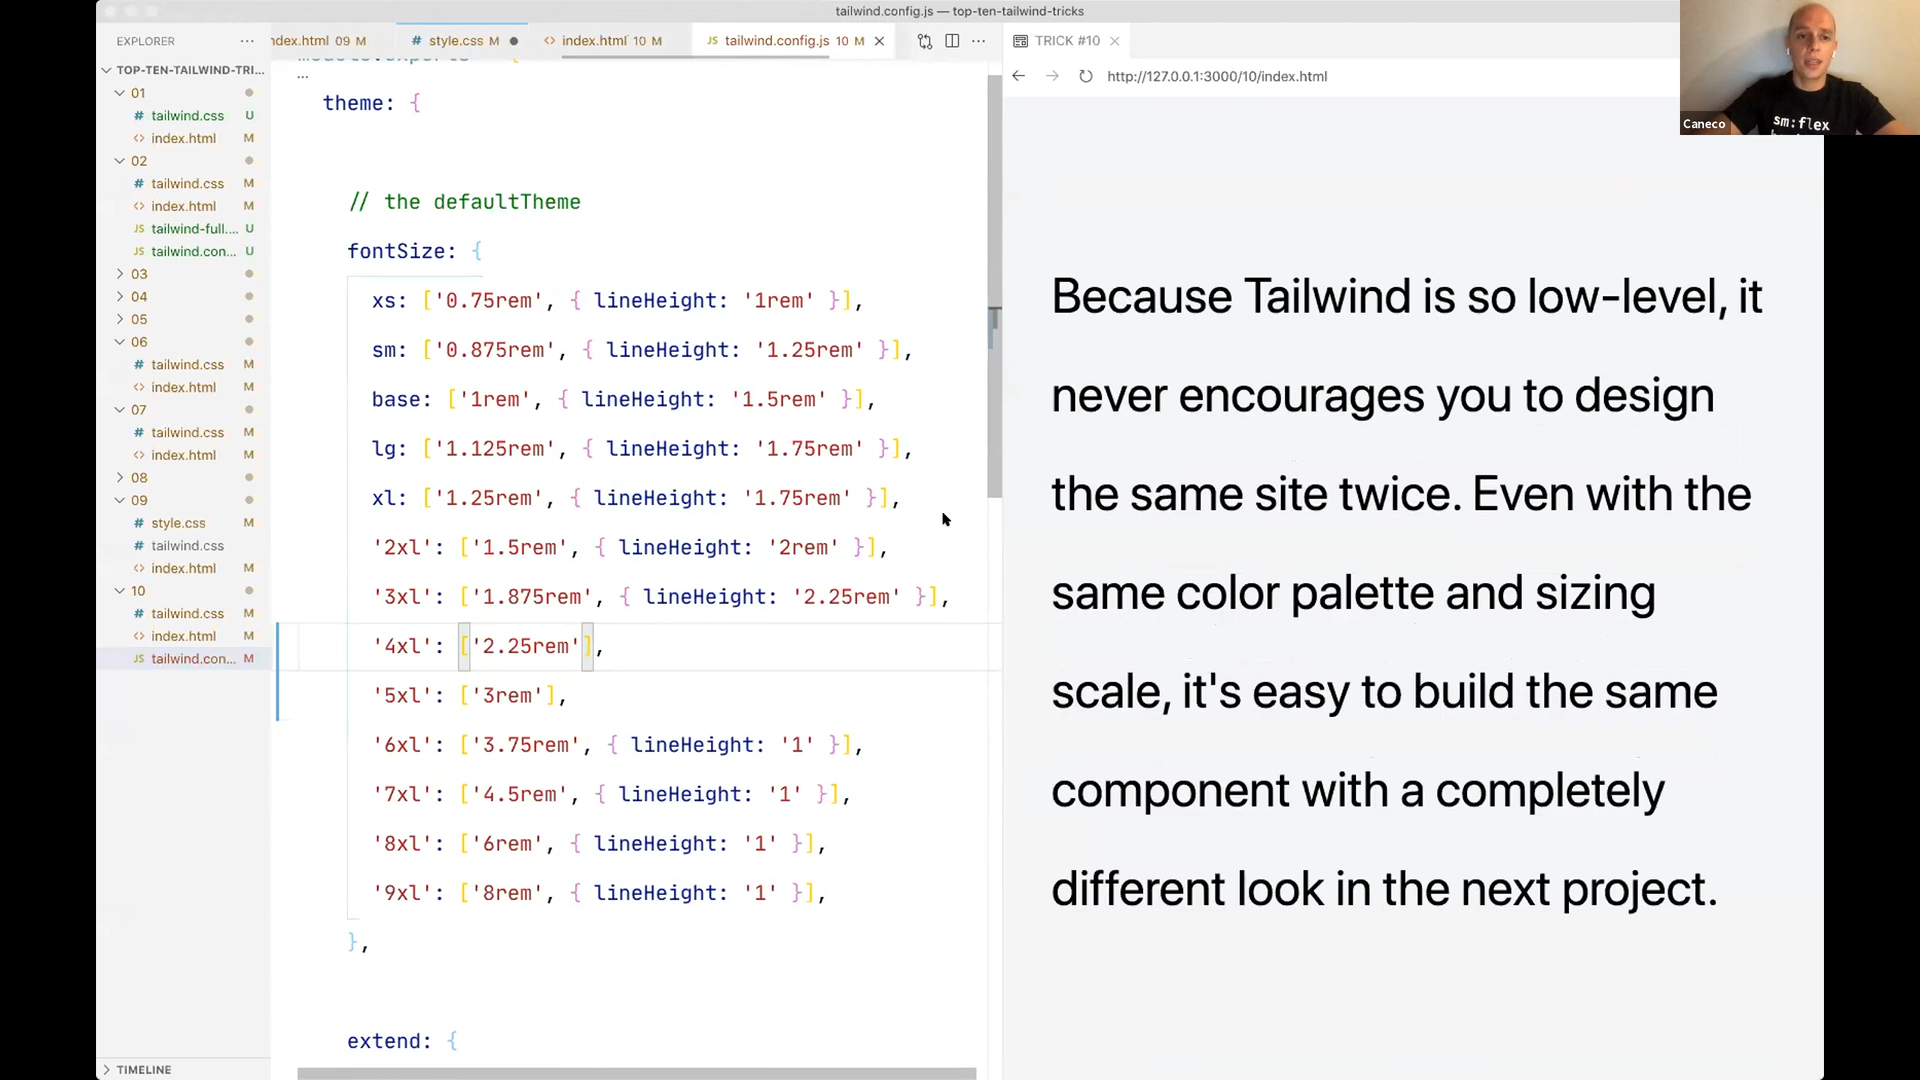 tailwind.config.js — top-ten-tailwind-tricks
EXPLORER
TOP-TEN-TAILWIND-TRI...
01
tailwind.css U
index.html M
02
tailwind.css M
index.html M
tailwind-full.... U
tailwind.con... U
03
04
05
06
tailwind.css M
index.html M
07
tailwind.css M
index.html M
08
09
style.css M
tailwind.css
index.html M
10
tailwind.css M
index.html M
tailwind.con... M
TIMELINE
ndex.html 09 M
style.css M
index.html 10 M
tailwind.config.js 10 M
theme: {
// the defaultTheme
fontSize: {
xs: ['0.75rem', { lineHeight: '1rem' }],
sm: ['0.875rem', { lineHeight: '1.25rem' }],
base: ['1rem', { lineHeight: '1.5rem' }],
lg: ['1.125rem', { lineHeight: '1.75rem' }],
xl: ['1.25rem', { lineHeight: '1.75rem' }],
'2xl': ['1.5rem', { lineHeight: '2rem' }],
'3xl': ['1.875rem', { lineHeight: '2.25rem' }],
'4xl': ['2.25rem'],
'5xl': ['3rem'],
'6xl': ['3.75rem', { lineHeight: '1' }],
'7xl': ['4.5rem', { lineHeight: '1' }],
'8xl': ['6rem', { lineHeight: '1' }],
'9xl': ['8rem', { lineHeight: '1' }],
},
extend: {
TRICK #10
http://127.0.0.1:3000/10/index.html
Because Tailwind is so low-level, it
never encourages you to design
the same site twice. Even with the
same color palette and sizing
scale, it's easy to build the same
component with a completely
different look in the next project.
sm:flex
Caneco